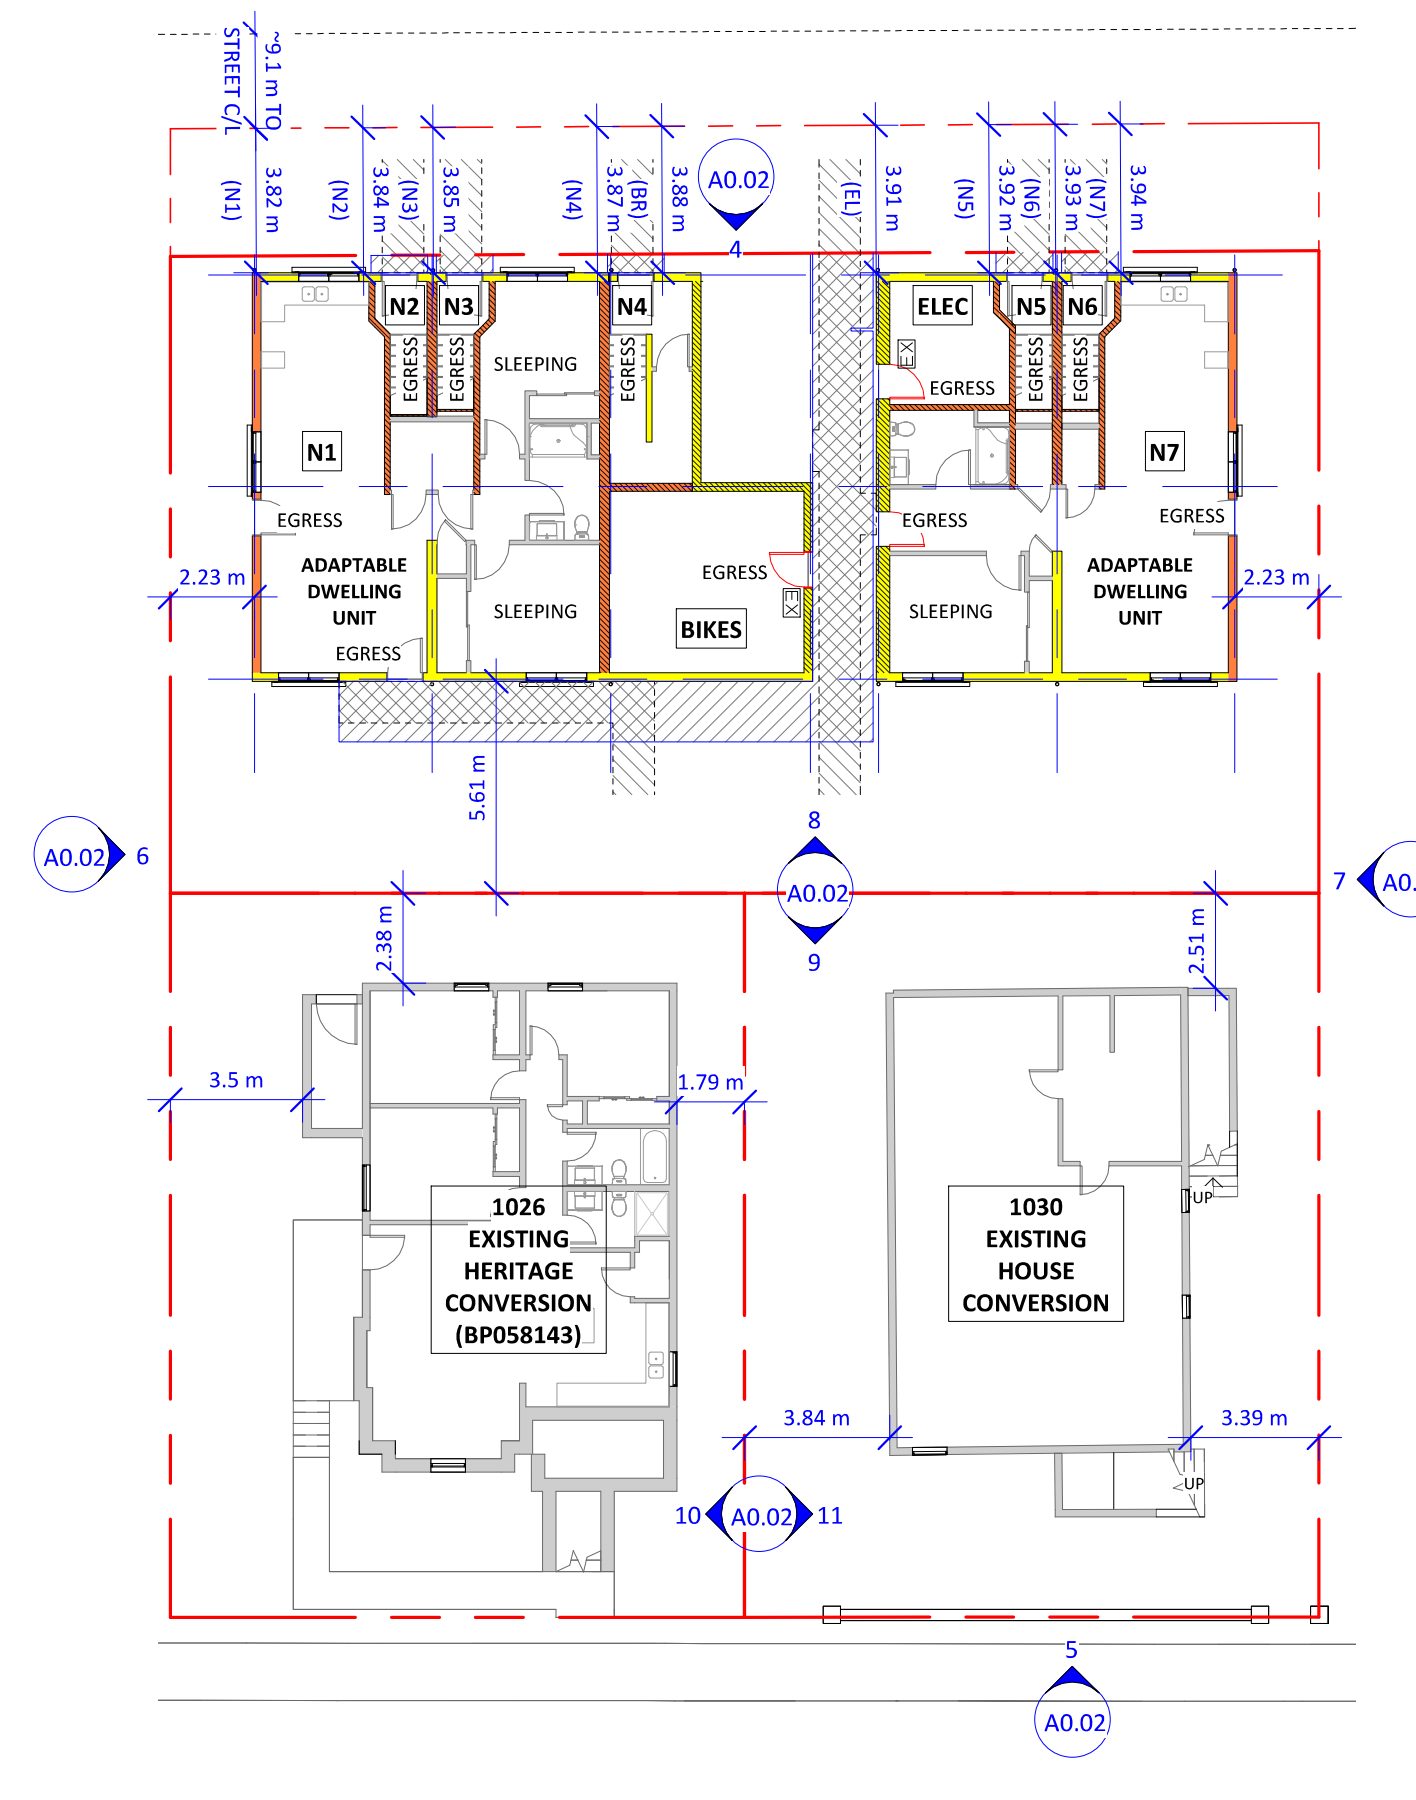 ~9.1 m TO
STREET C/L
3.82 m
(N1)
(N2)
3.84 m
(N3)
3.85 m
(N4)
3.87 m
(BR)
3.88 m
A0.02
4
(EL)
3.91 m
(N5)
3.92 m
(N6)
3.93 m
(N7)
3.94 m
N2
N3
N4
ELEC
N5
N6
N7
EGRESS
EGRESS
SLEEPING
EGRESS
EX
EGRESS
EGRESS
EGRESS
N1
N7
EGRESS
EGRESS
EGRESS
ADAPTABLE
DWELLING
UNIT
ADAPTABLE
DWELLING
UNIT
2.23 m
2.23 m
EGRESS
EX
SLEEPING
SLEEPING
BIKES
EGRESS
5.61 m
A0.02
6
8
A0.02
9
7
A0.
2.38 m
2.51 m
3.5 m
1.79 m
UP
1026
EXISTING
HERITAGE
CONVERSION
(BP058143)
1030
EXISTING
HOUSE
CONVERSION
3.84 m
3.39 m
UP
10
A0.02
11
5
A0.02